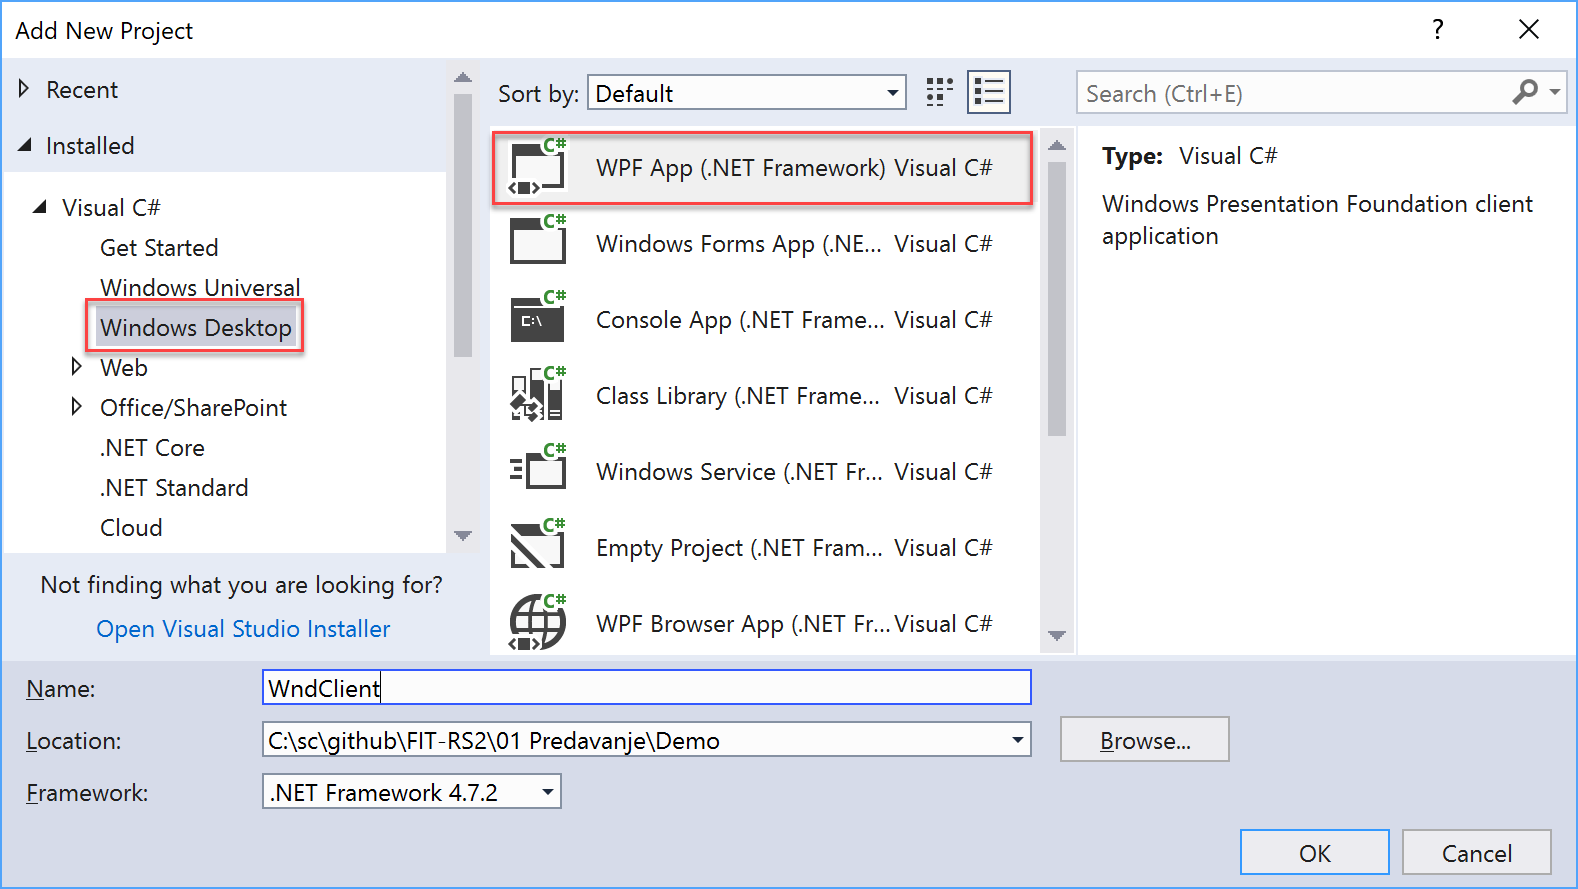 Add New Project
?
Recent
Installed
Visual C#
Get Started
Windows Universal
Windows Desktop
Web
Office/SharePoint
.NET Core
.NET Standard
Cloud
Not finding what you are looking for?
Open Visual Studio Installer
Sort by: Default
C# WPF App (.NET Framework) Visual C#
C# Windows Forms App (.NE... Visual C#
C# C:\ Console App (.NET Frame... Visual C#
C# Class Library (.NET Frame... Visual C#
C# Windows Service (.NET Fr... Visual C#
C# Empty Project (.NET Fram... Visual C#
C# WPF Browser App (.NET Fr... Visual C#
Search (Ctrl+E)
Type: Visual C#
Windows Presentation Foundation client
application
Name: WndClient
Location: C:\sc\github\FIT-RS2\01 Predavanje\Demo Browse...
Framework: .NET Framework 4.7.2
OK Cancel